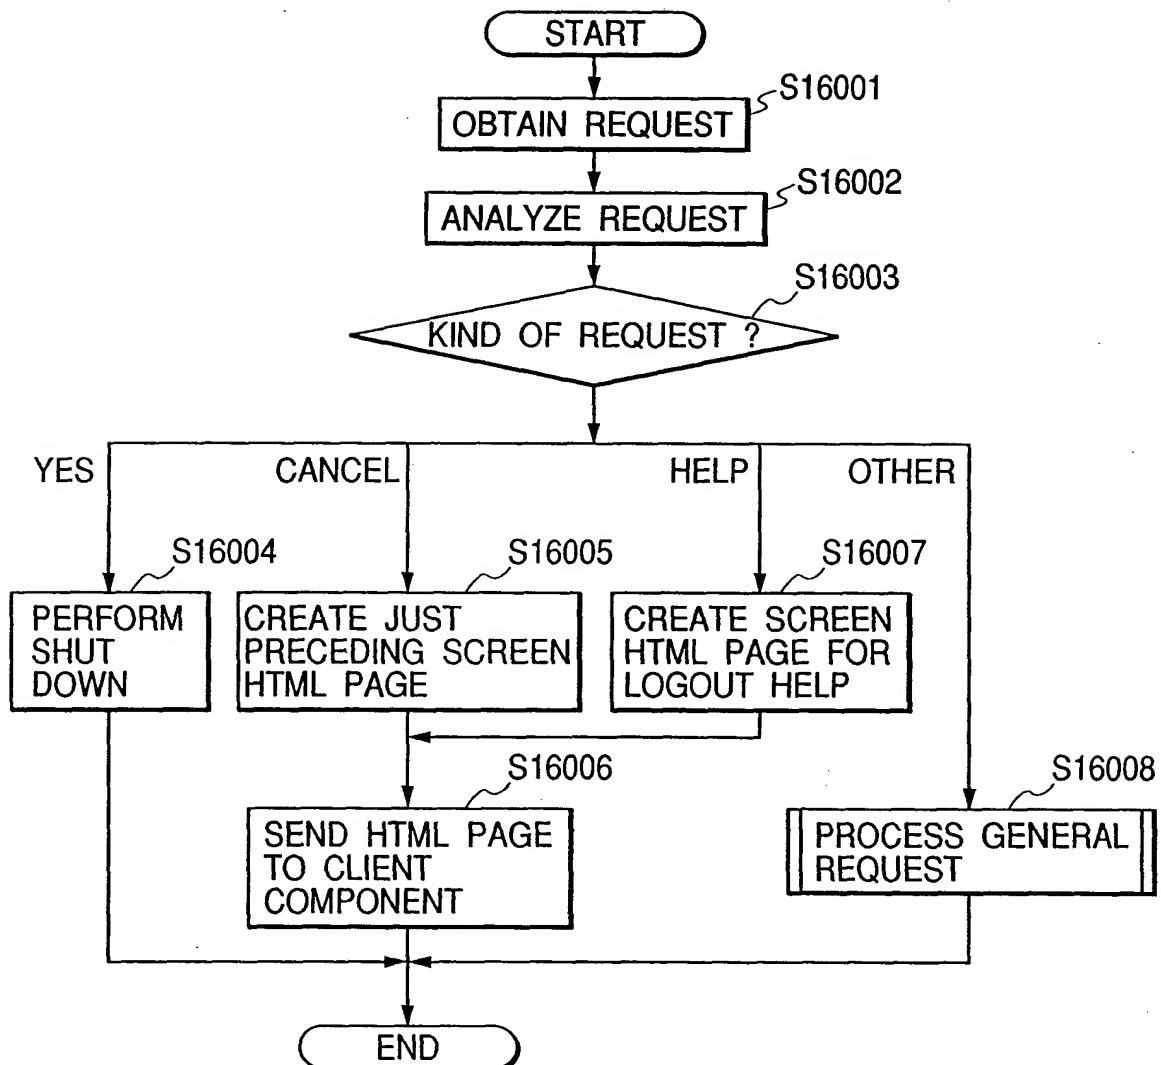 START
S16001
OBTAIN REQUEST
S16002
ANALYZE REQUEST
S16003
KIND OF REQUEST ?
YES
CANCEL
HELP
OTHER
S16004
S16005
S16007
PERFORM
SHUT
DOWN
CREATE JUST
PRECEDING SCREEN
HTML PAGE
CREATE SCREEN
HTML PAGE FOR
LOGOUT HELP
S16006
S16008
SEND HTML PAGE
TO CLIENT
COMPONENT
PROCESS GENERAL
REQUEST
END